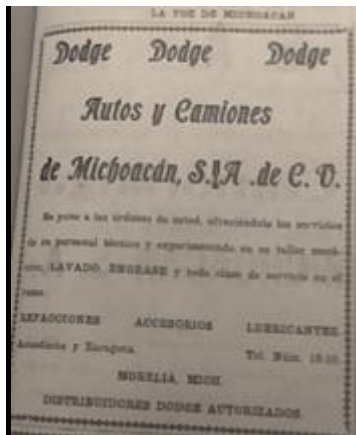 LA VOZ DE MICHOACAN
Dodge Dodge Dodge
Autos y Camiones
de Michoacán, S. A. de C. V.
Se pone a las órdenes de usted, ofreciéndole los servicios
de su personal técnico y experimentado en su taller
LAVADO, ENGRASE y toda clase de servicio en el
ramo.
REFACCIONES ACCESORIOS LUBRICANTES.
Acueducto y Zaragoza. Tel. Núm.
MORELIA, MICH.
DISTRIBUIDORES DODGE AUTORIZADOS